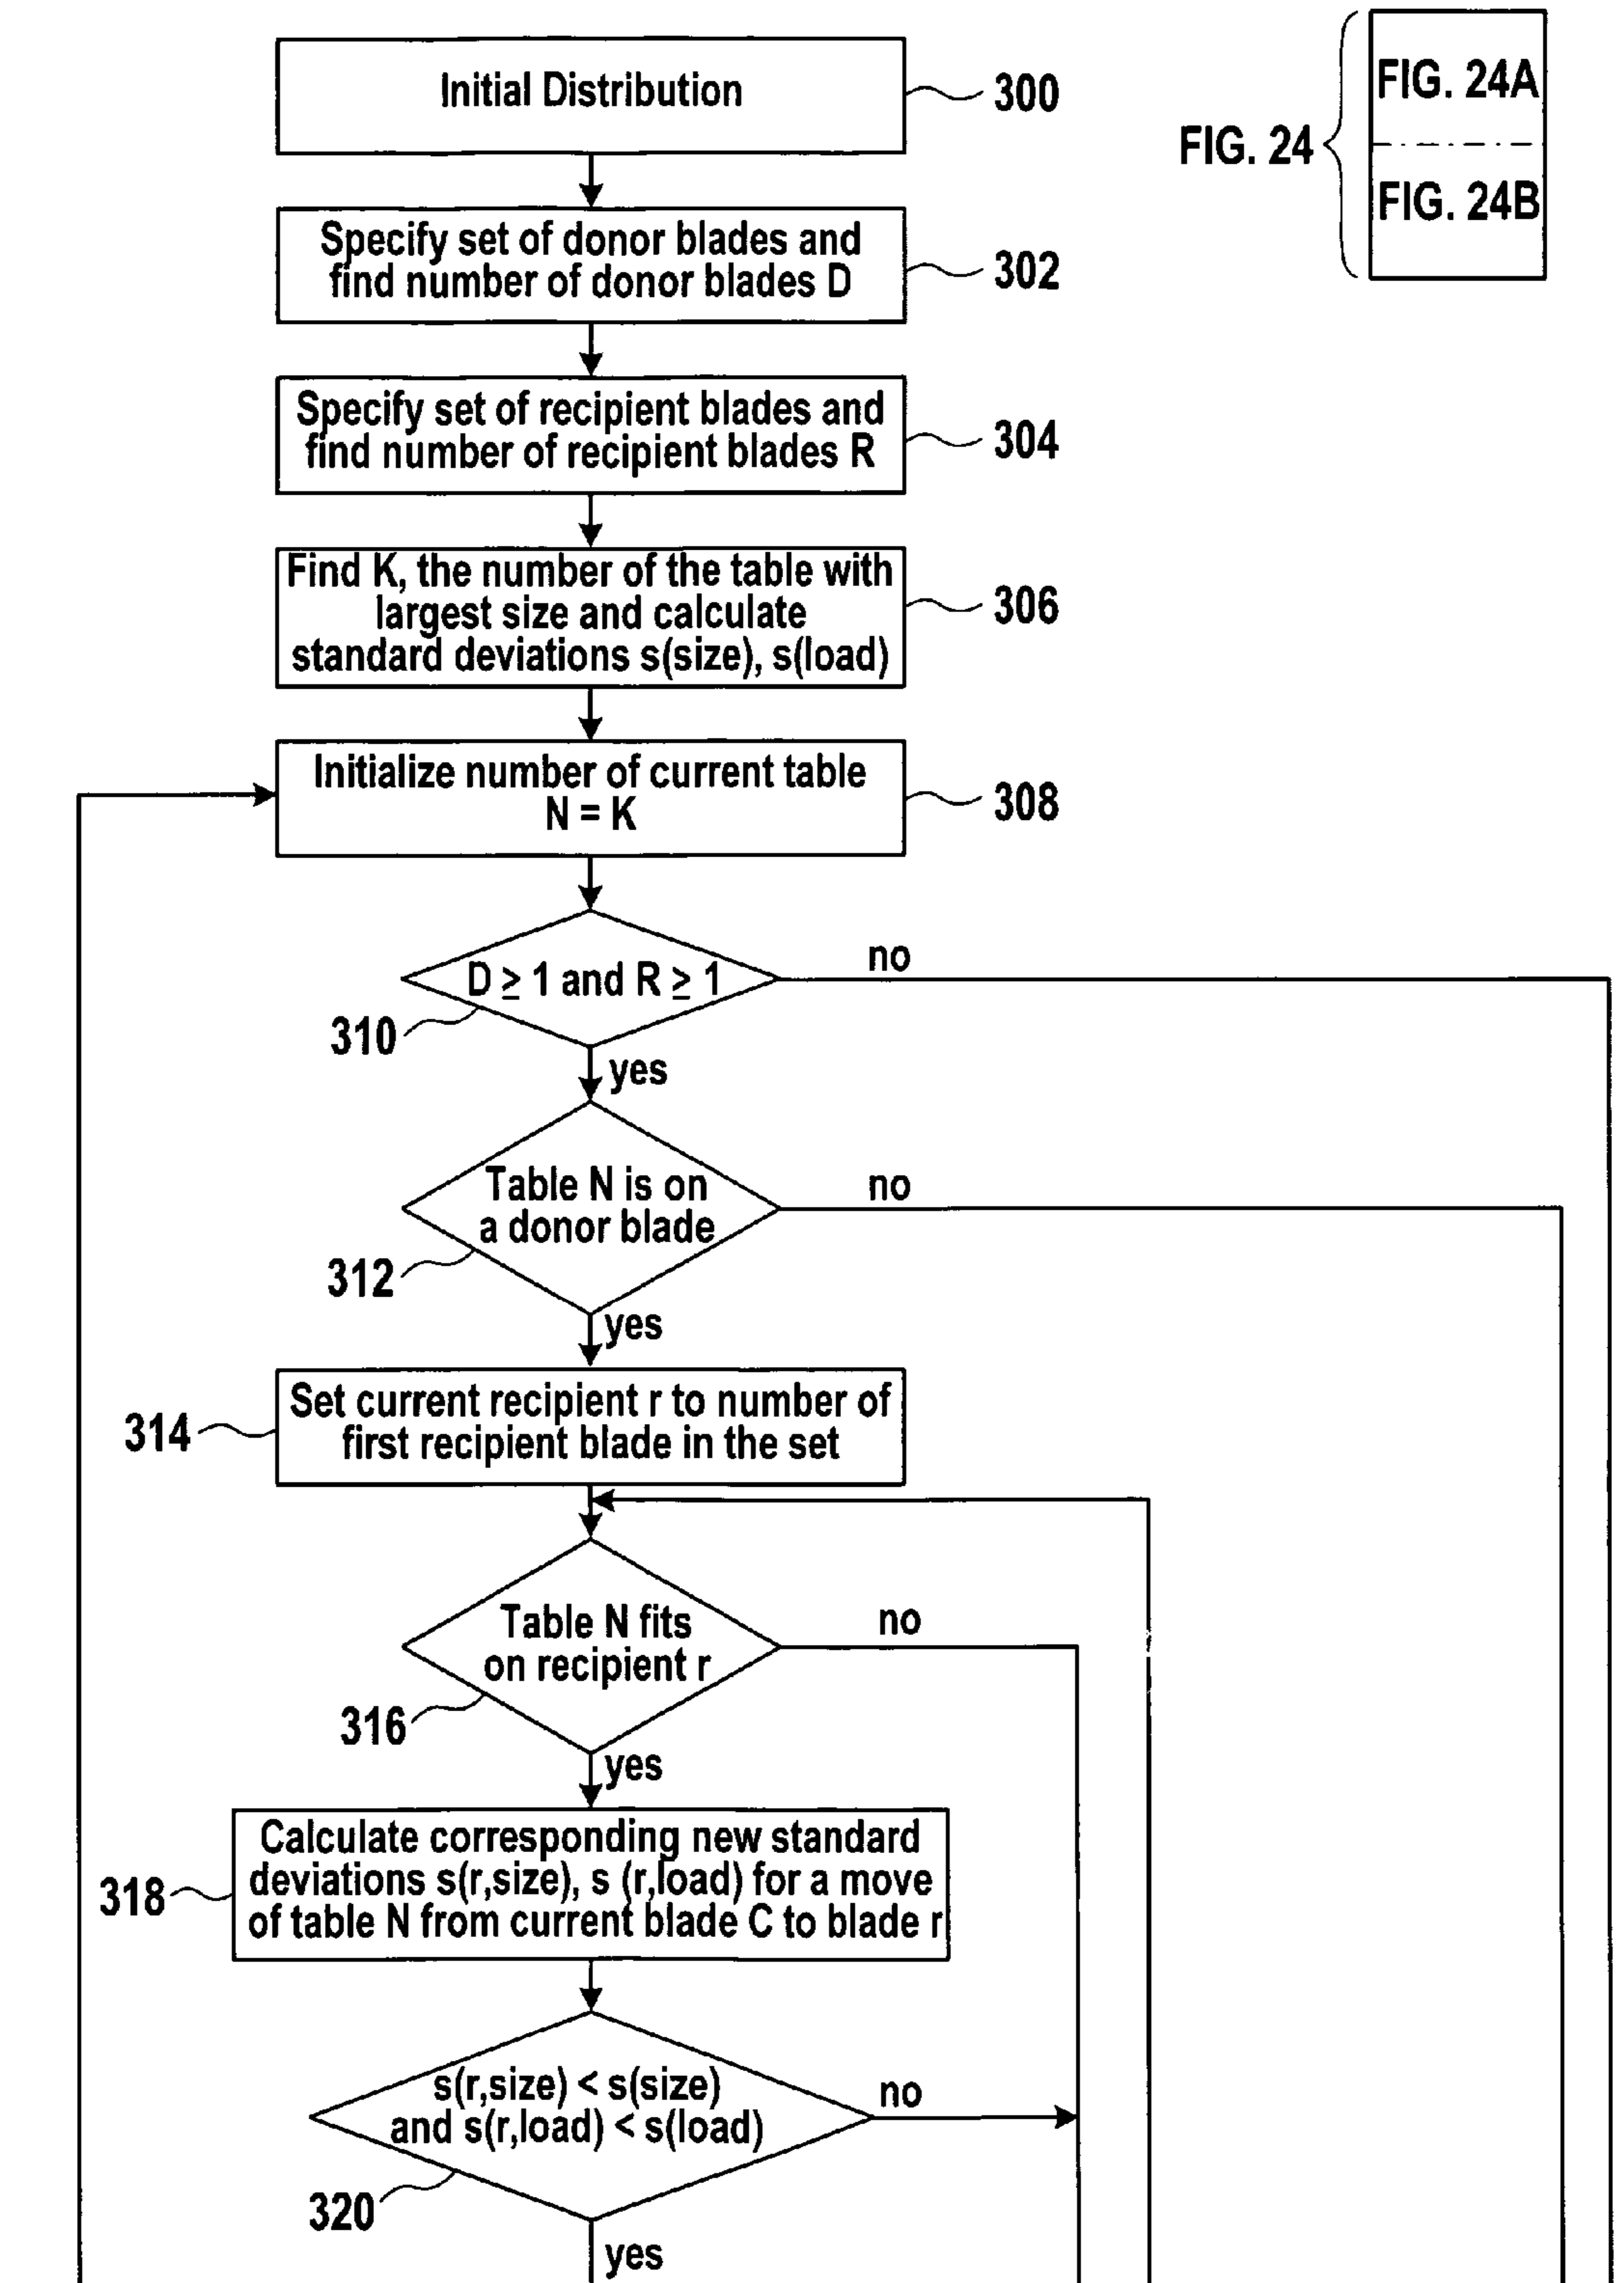 Initial Distribution
300
FIG. 24
FIG. 24A
FIG. 24B
Specify set of donor blades and
find number of donor blades D
302
Specify set of recipient blades and
find number of recipient blades R
304
Find K, the number of the table with
largest size and calculate
standard deviations s(size), s(load)
306
Initialize number of current table
N = K
308
D ≥ 1 and R ≥ 1
no
310
yes
Table N is on
a donor blade
no
312
yes
Set current recipient r to number of
first recipient blade in the set
314
Table N fits
on recipient r
no
316
yes
Calculate corresponding new standard
deviations s(r,size), s (r,load) for a move
of table N from current blade C to blade r
318
s(r,size) < s(size)
and s(r,load) < s(load)
no
320
yes